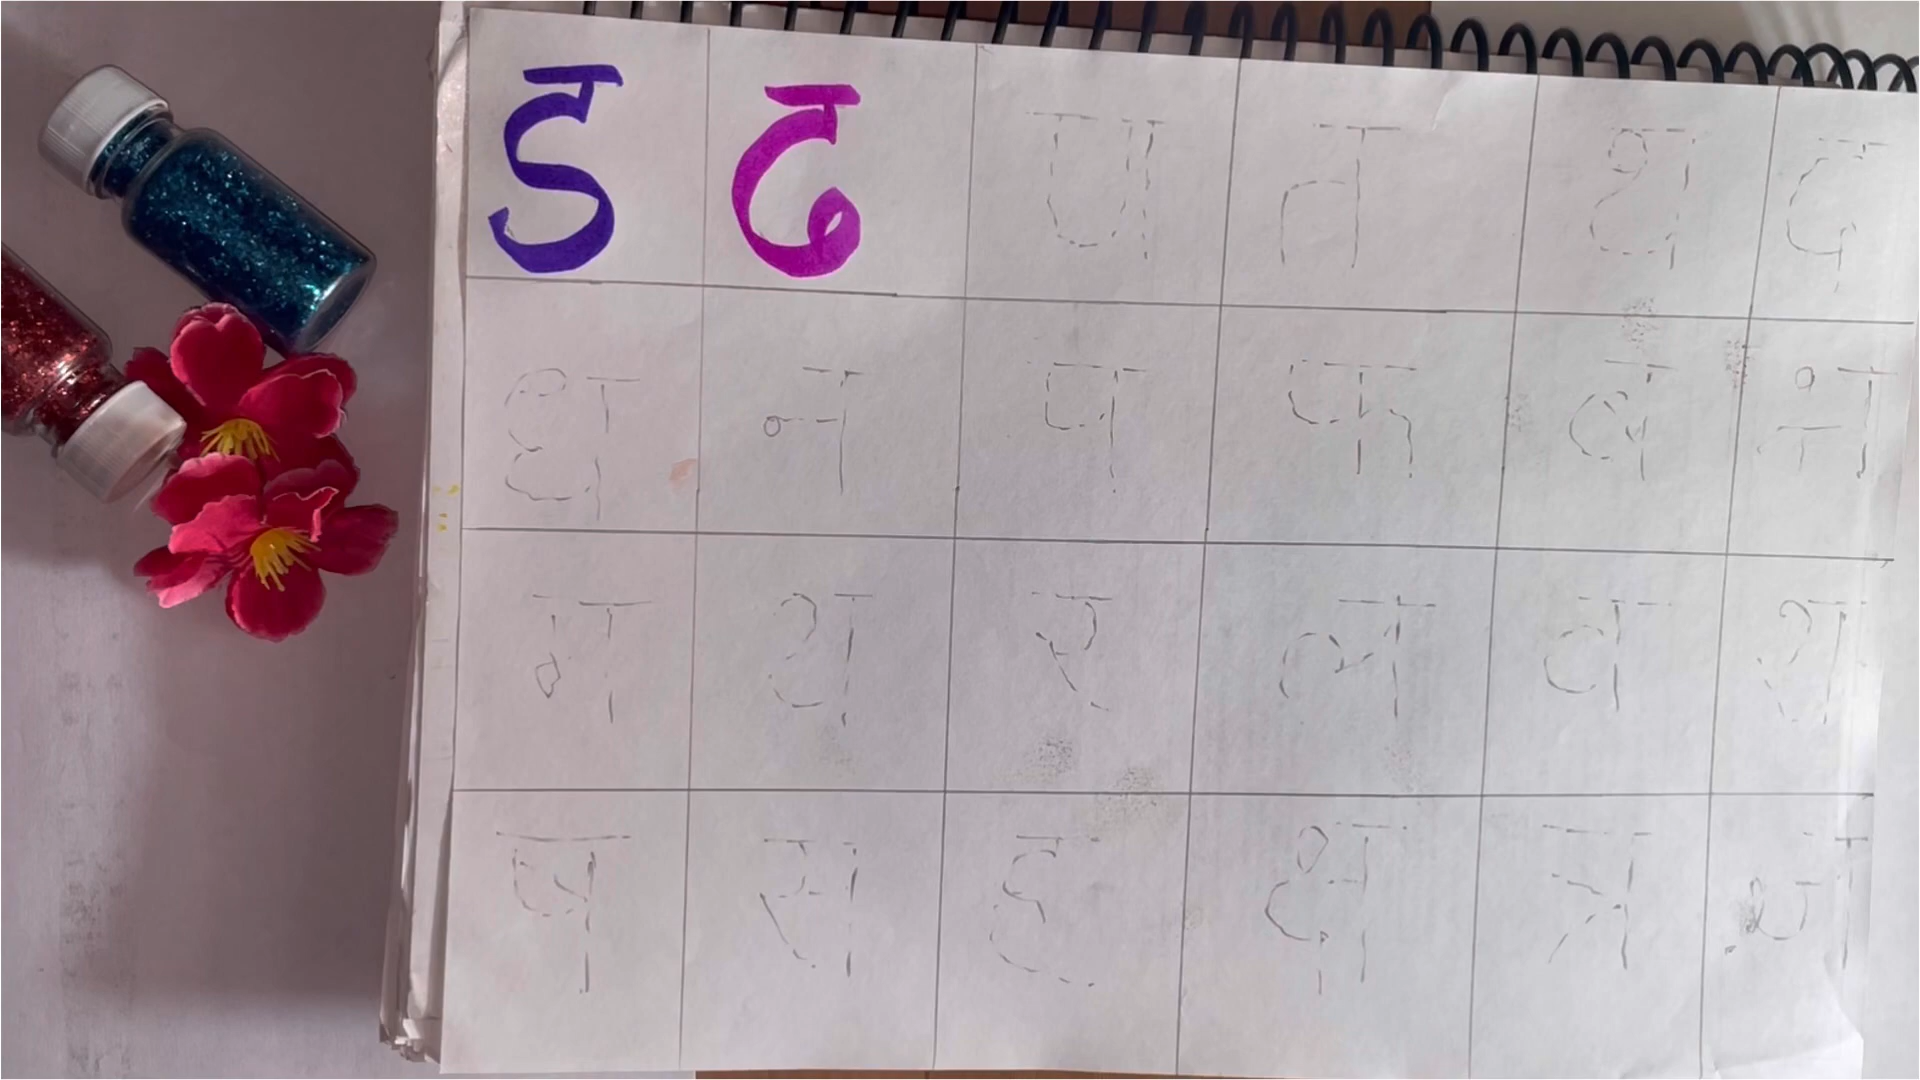 ड ढ ण त थ द
ध न प फ ब भ
म य र ल व श
ष स ह क्ष त्र ज्ञ